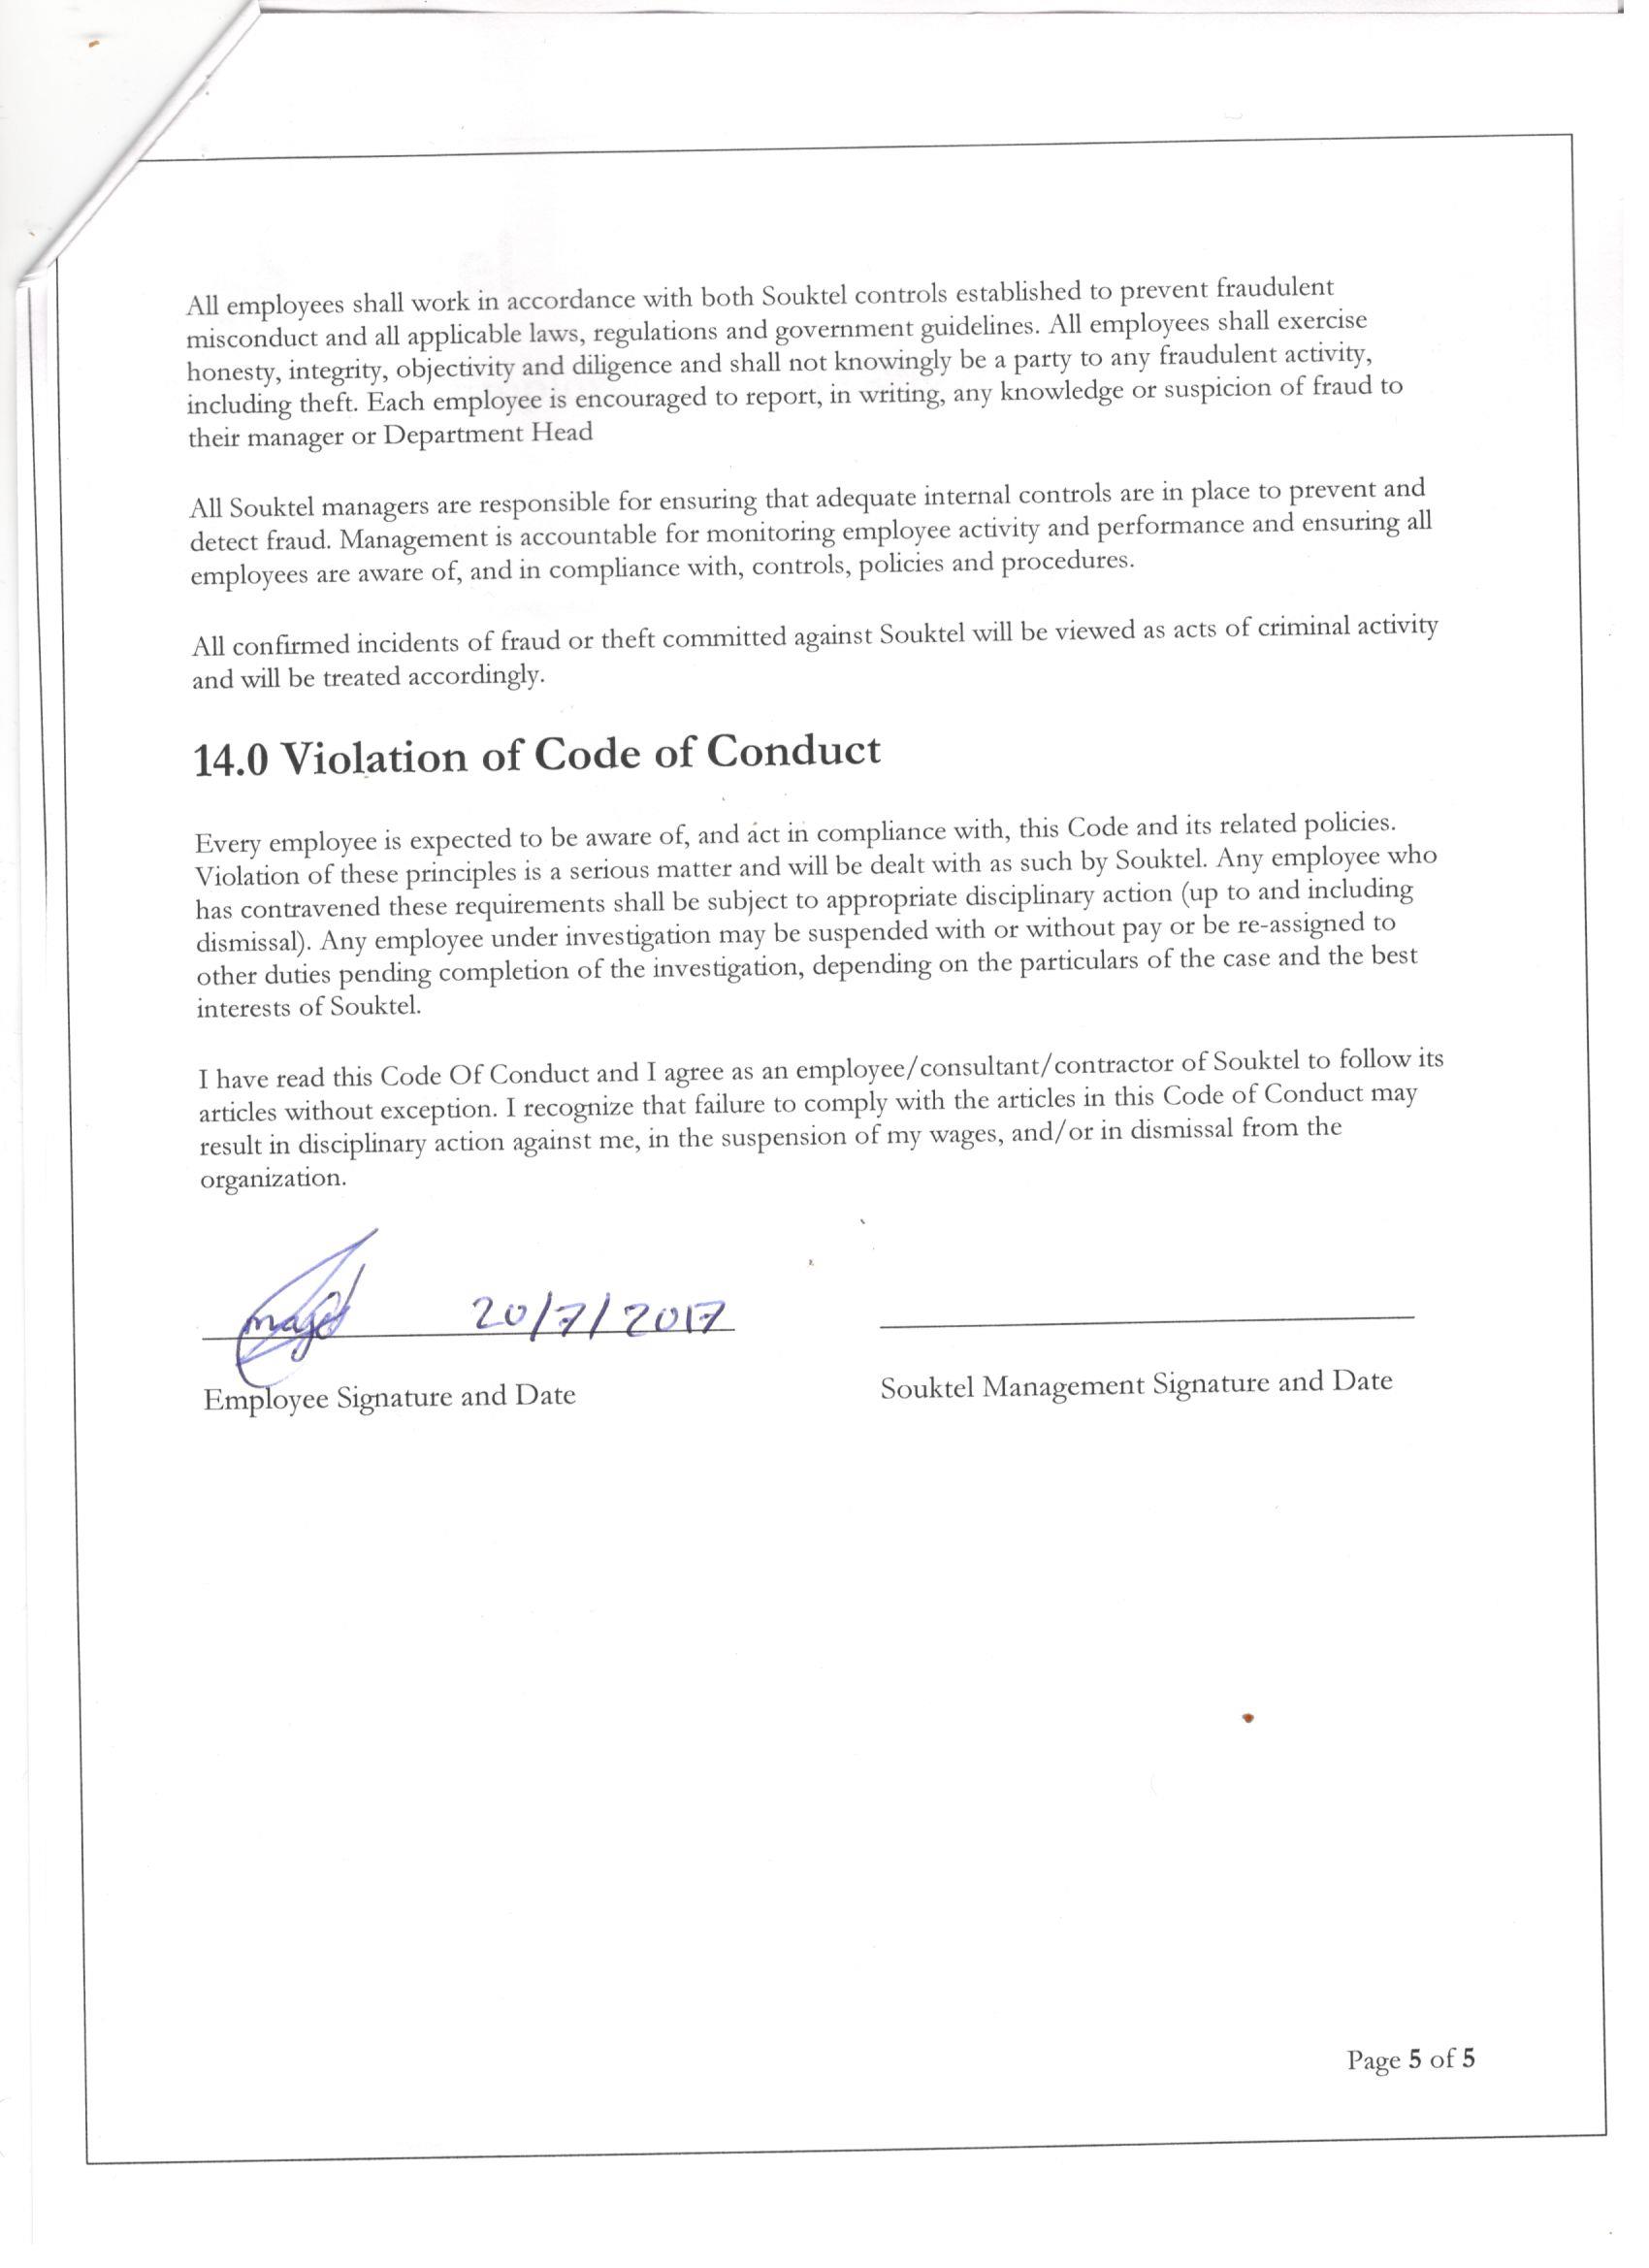 All employees shall work in accordance with both Souktel controls established to prevent fraudulent
misconduct and all applicable laws, regulations and government guidelines. All employees shall exercise
honesty, integrity, objectivity and diligence and shall not knowingly be a party to any fraudulent activity,
including theft. Each employee is encouraged to report, in writing, any knowledge or suspicion of fraud to
their manager or Department Head
All Souktel managers are responsible for ensuring that adequate internal controls are in place to prevent and
detect fraud. Management is accountable for monitoring employee activity and performance and ensuring all
employees are aware of, and in compliance with, controls, policies and procedures.
All confirmed incidents of fraud or theft committed against Souktel will be viewed as acts of criminal activity
and will be treated accordingly.
14.0 Violation of Code of Conduct
Every employee is expected to be aware of, and act in compliance with, this Code and its related policies.
Violation of these principles is a serious matter and will be dealt with as such by Souktel. Any employee who
has contravened these requirements shall be subject to appropriate disciplinary action (up to and including
dismissal). Any employee under investigation may be suspended with or without pay or be re-assigned to
other duties pending completion of the investigation, depending on the particulars of the case and the best
interests of Souktel.
I have read this Code Of Conduct and I agree as an employee/consultant/contractor of Souktel to follow its
articles without exception. I recognize that failure to comply with the articles in this Code of Conduct may
result in disciplinary action against me, in the suspension of my wages, and/or in dismissal from the
organization.
20/7/2017
Employee Signature and Date
Souktel Management Signature and Date
Page 5 of 5